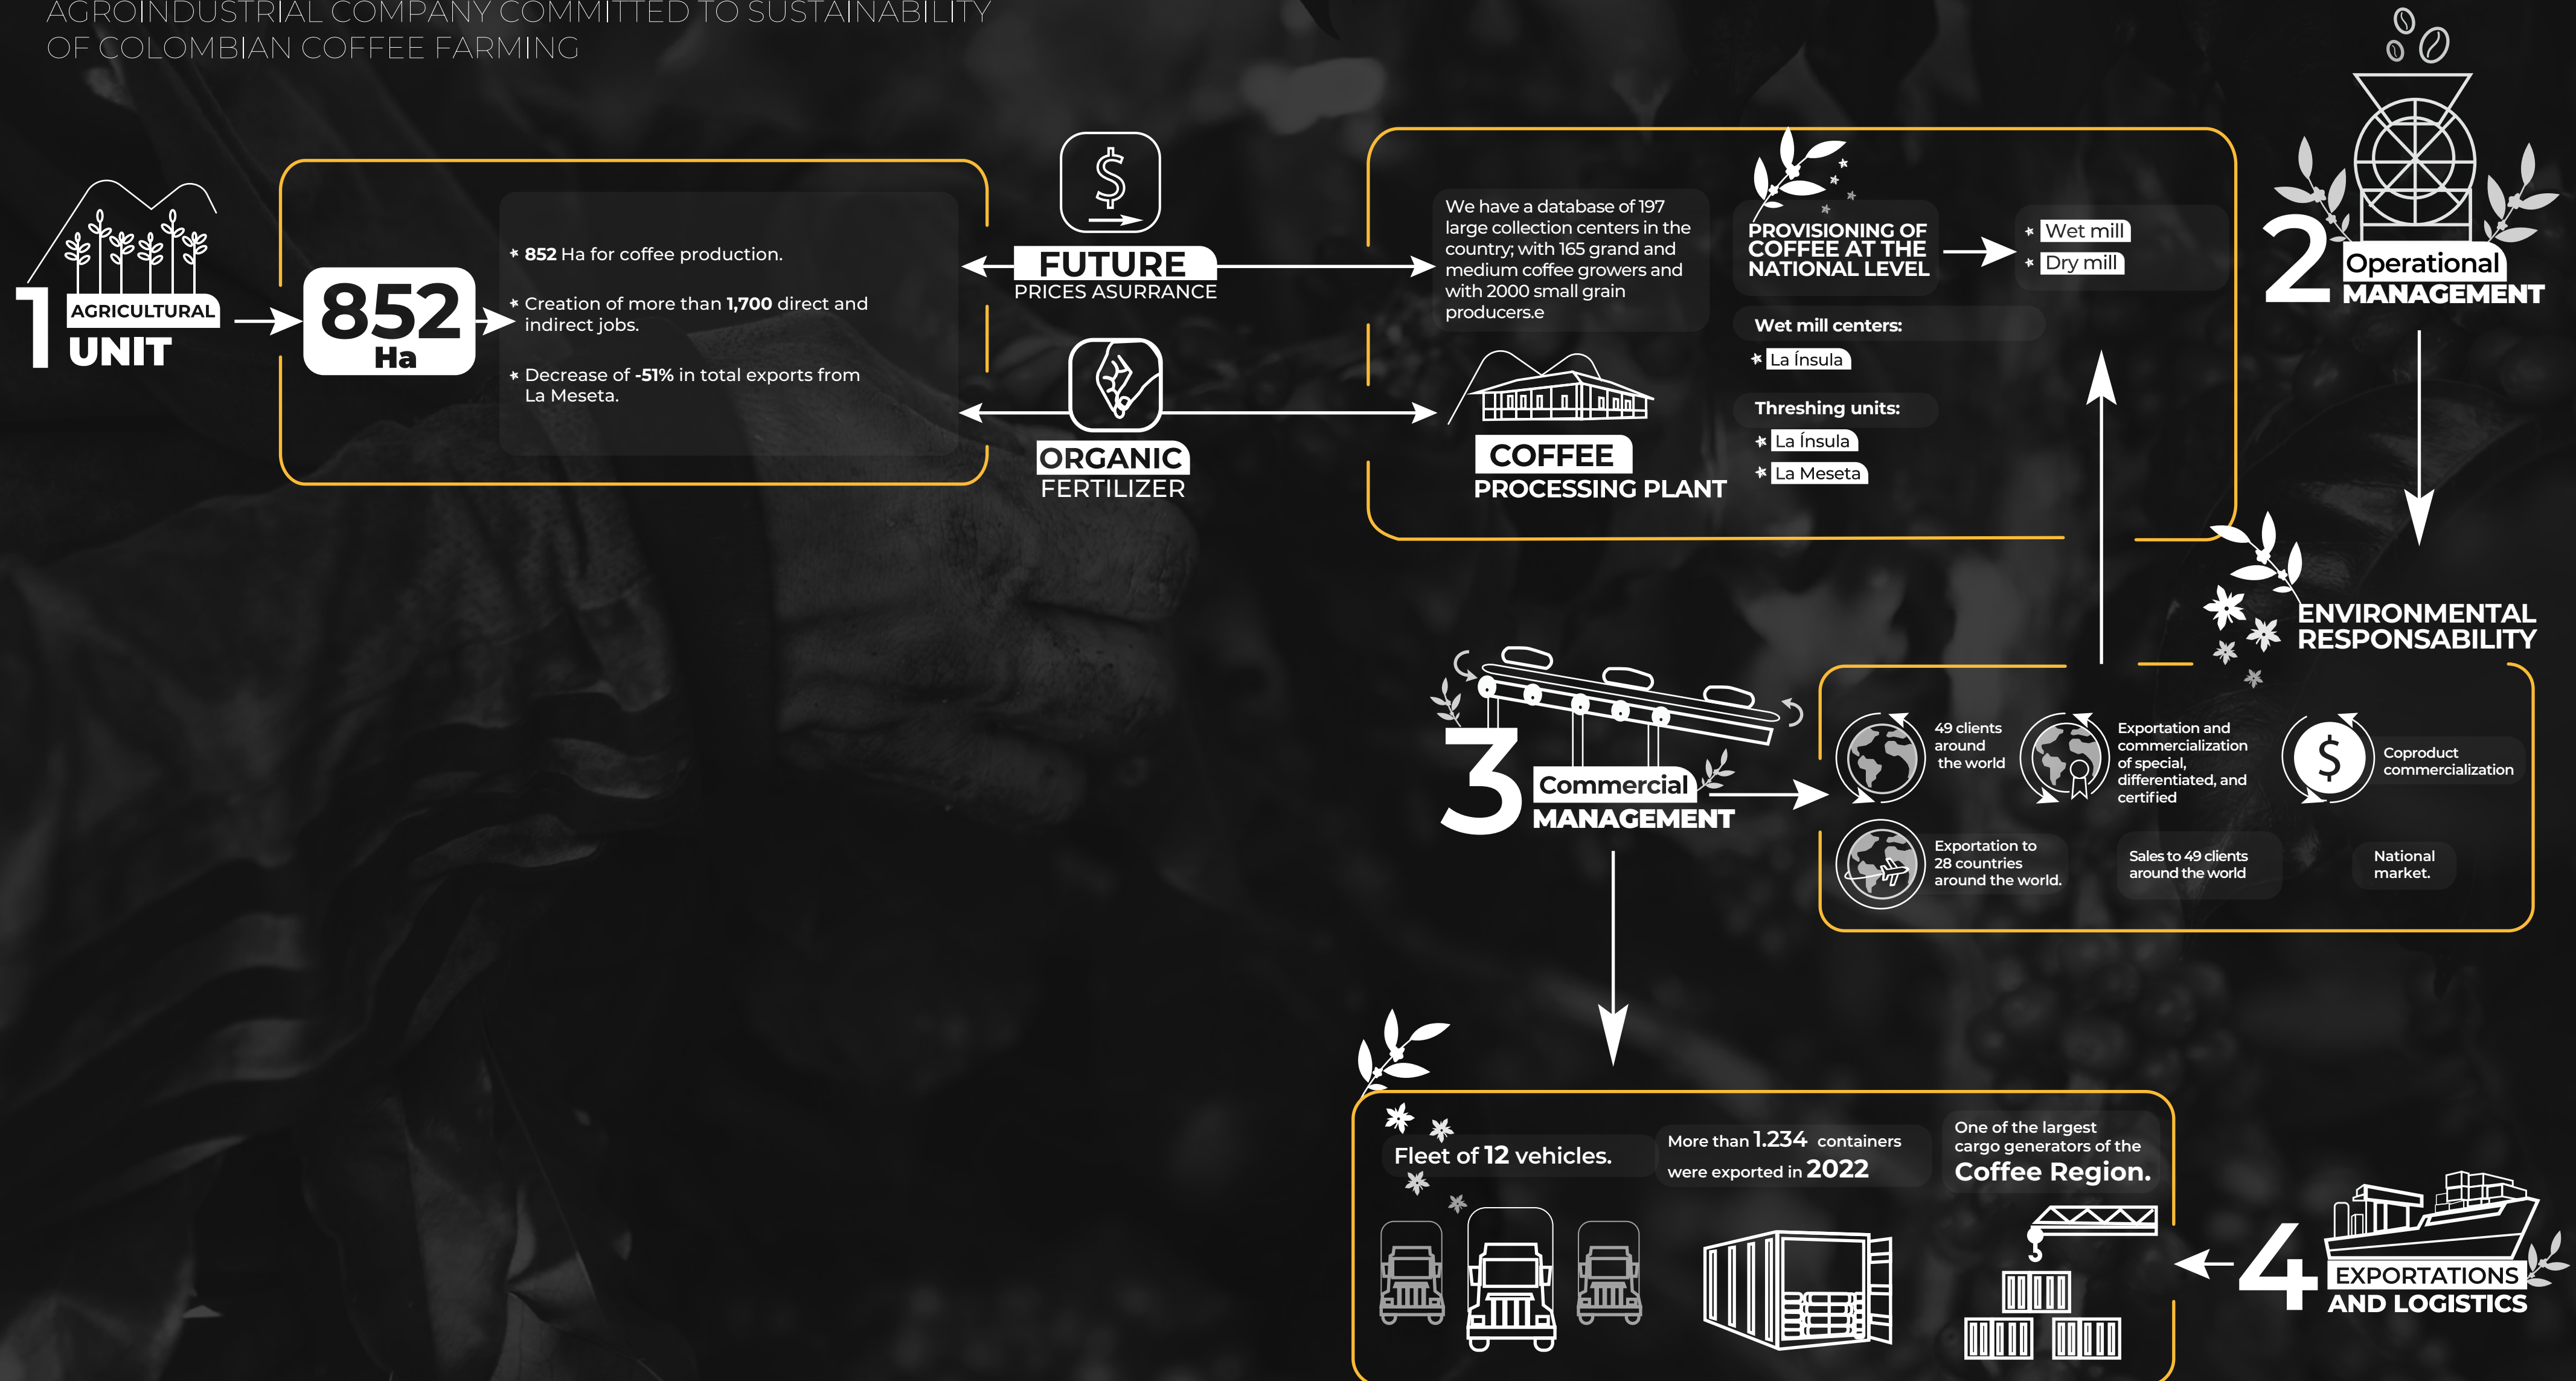 AGROINDUSTRIAL COMPANY COMMITTED TO SUSTAINABILITY
OF COLOMBIAN COFFEE FARMING
1
AGRICULTURAL
UNIT
852
Ha
852 Ha for coffee production.
Creation of more than 1,700 direct and
indirect jobs.
Decrease of -51% in total exports from
La Meseta.
$
FUTURE
PRICES ASURRANCE
ORGANIC
FERTILIZER
We have a database of 197
large collection centers in the
country; with 165 grand and
medium coffee growers and
with 2000 small grain
producers.e
COFFEE
PROCESSING PLANT
PROVISIONING OF
COFFEE AT THE
NATIONAL LEVEL
Wet mill
Dry mill
Wet mill centers:
La Ínsula
Threshing units:
La Ínsula
La Meseta
2
Operational
MANAGEMENT
ENVIRONMENTAL
RESPONSABILITY
3
Commercial
MANAGEMENT
49 clients
around
the world
Exportation and
commercialization
of special,
differentiated, and
certified
$
Coproduct
commercialization
Exportation to
28 countries
around the world.
Sales to 49 clients
around the world
National
market.
Fleet of 12 vehicles.
More than 1.234 containers
were exported in 2022
One of the largest
cargo generators of the
Coffee Region.
4
EXPORTATIONS
AND LOGISTICS